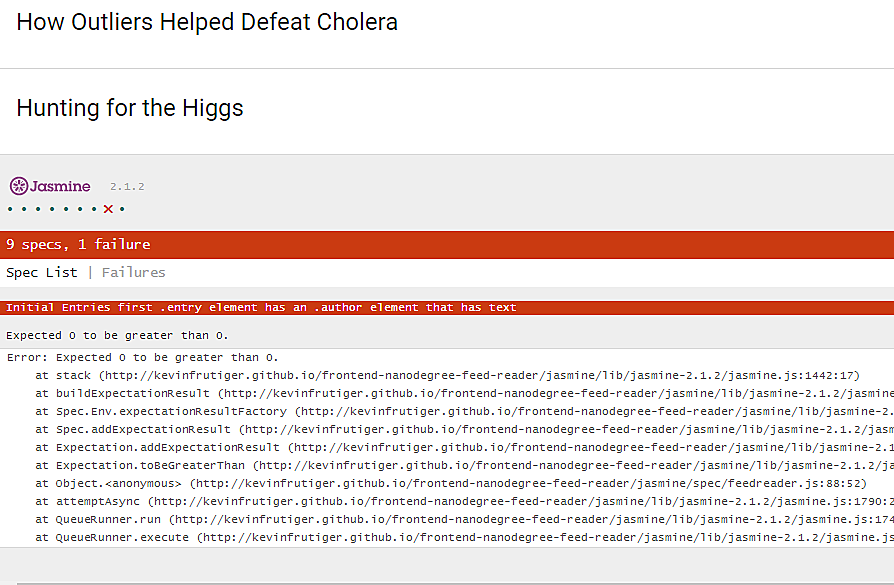 How Outliers Helped Defeat Cholera
Hunting for the Higgs
Jasmine 2.1.2
• • • • • • • × •
9 specs, 1 failure
Spec List | Failures
Initial Entries first .entry element has an .author element that has text
Expected 0 to be greater than 0.
Error: Expected 0 to be greater than 0.
at stack (http://kevinfrutiger.github.io/frontend-nanodegree-feed-reader/jasmine/lib/jasmine-2.1.2/jasmine.js:1442:17)
at buildExpectationResult (http://kevinfrutiger.github.io/frontend-nanodegree-feed-reader/jasmine/lib/jasmine-2.1.2/jasmine
at Spec.Env.expectationResultFactory (http://kevinfrutiger.github.io/frontend-nanodegree-feed-reader/jasmine/lib/jasmine-2.
at Spec.addExpectationResult (http://kevinfrutiger.github.io/frontend-nanodegree-feed-reader/jasmine/lib/jasmine-2.1.2/jasm
at Expectation.addExpectationResult (http://kevinfrutiger.github.io/frontend-nanodegree-feed-reader/jasmine/lib/jasmine-2.1
at Expectation.toBeGreaterThan (http://kevinfrutiger.github.io/frontend-nanodegree-feed-reader/jasmine/lib/jasmine-2.1.2/ja
at Object.<anonymous> (http://kevinfrutiger.github.io/frontend-nanodegree-feed-reader/jasmine/spec/feedreader.js:88:52)
at attemptAsync (http://kevinfrutiger.github.io/frontend-nanodegree-feed-reader/jasmine/lib/jasmine-2.1.2/jasmine.js:1790:2
at QueueRunner.run (http://kevinfrutiger.github.io/frontend-nanodegree-feed-reader/jasmine/lib/jasmine-2.1.2/jasmine.js:174
at QueueRunner.execute (http://kevinfrutiger.github.io/frontend-nanodegree-feed-reader/jasmine/lib/jasmine-2.1.2/jasmine.js